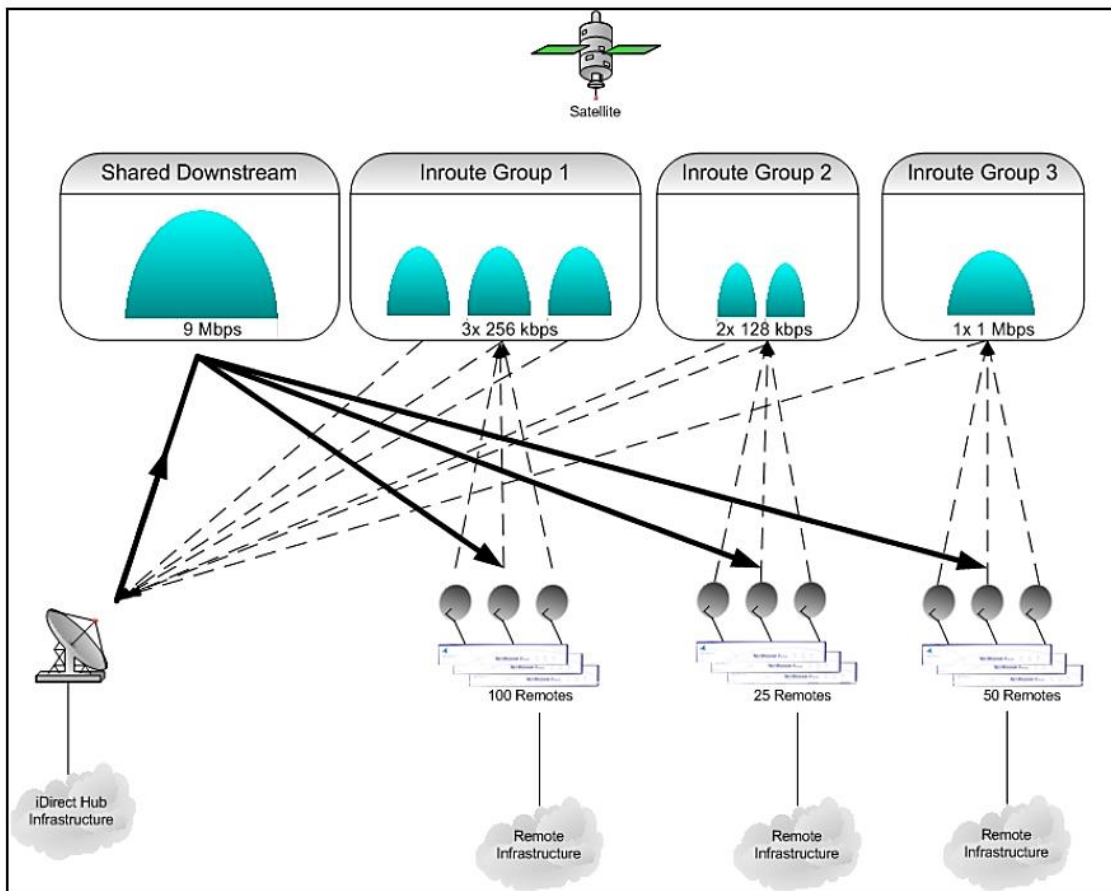 Satellite
Shared Downstream
Inroute Group 1
Inroute Group 2
Inroute Group 3
9 Mbps
3x 256 kbps
2x 128 kbps
1x 1 Mbps
100 Remotes
25 Remotes
50 Remotes
iDirect Hub
Infrastructure
Remote
Infrastructure
Remote
Infrastructure
Remote
Infrastructure